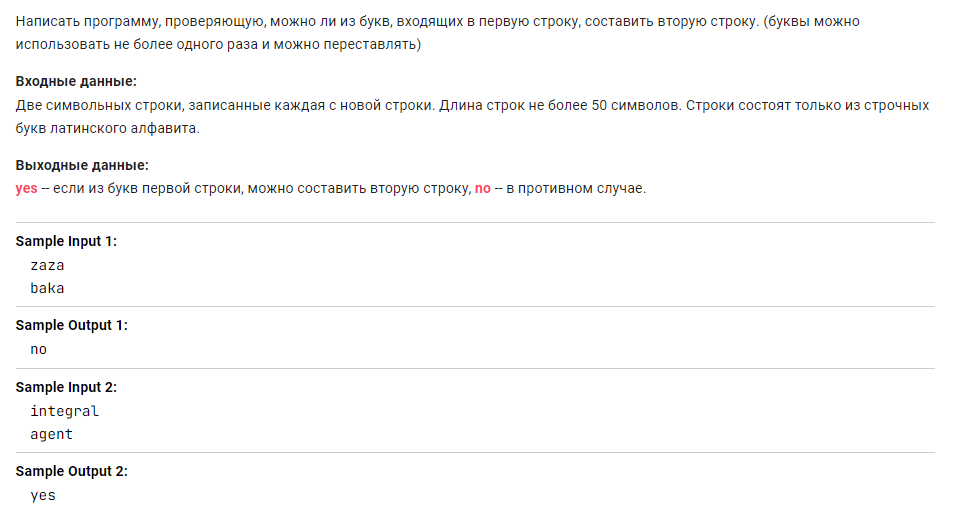 Написать программу, проверяющую, можно ли из букв, входящих в первую строку, составить вторую строку. (буквы можно
использовать не более одного раза и можно переставлять)
Входные данные:
Две символьных строки, записанные каждая с новой строки. Длина строк не более 50 символов. Строки состоят только из строчных
букв латинского алфавита.
Выходные данные:
yes -- если из букв первой строки, можно составить вторую строку, no -- в противном случае.
Sample Input 1:
zaza
baka
Sample Output 1:
no
Sample Input 2:
integral
agent
Sample Output 2:
yes